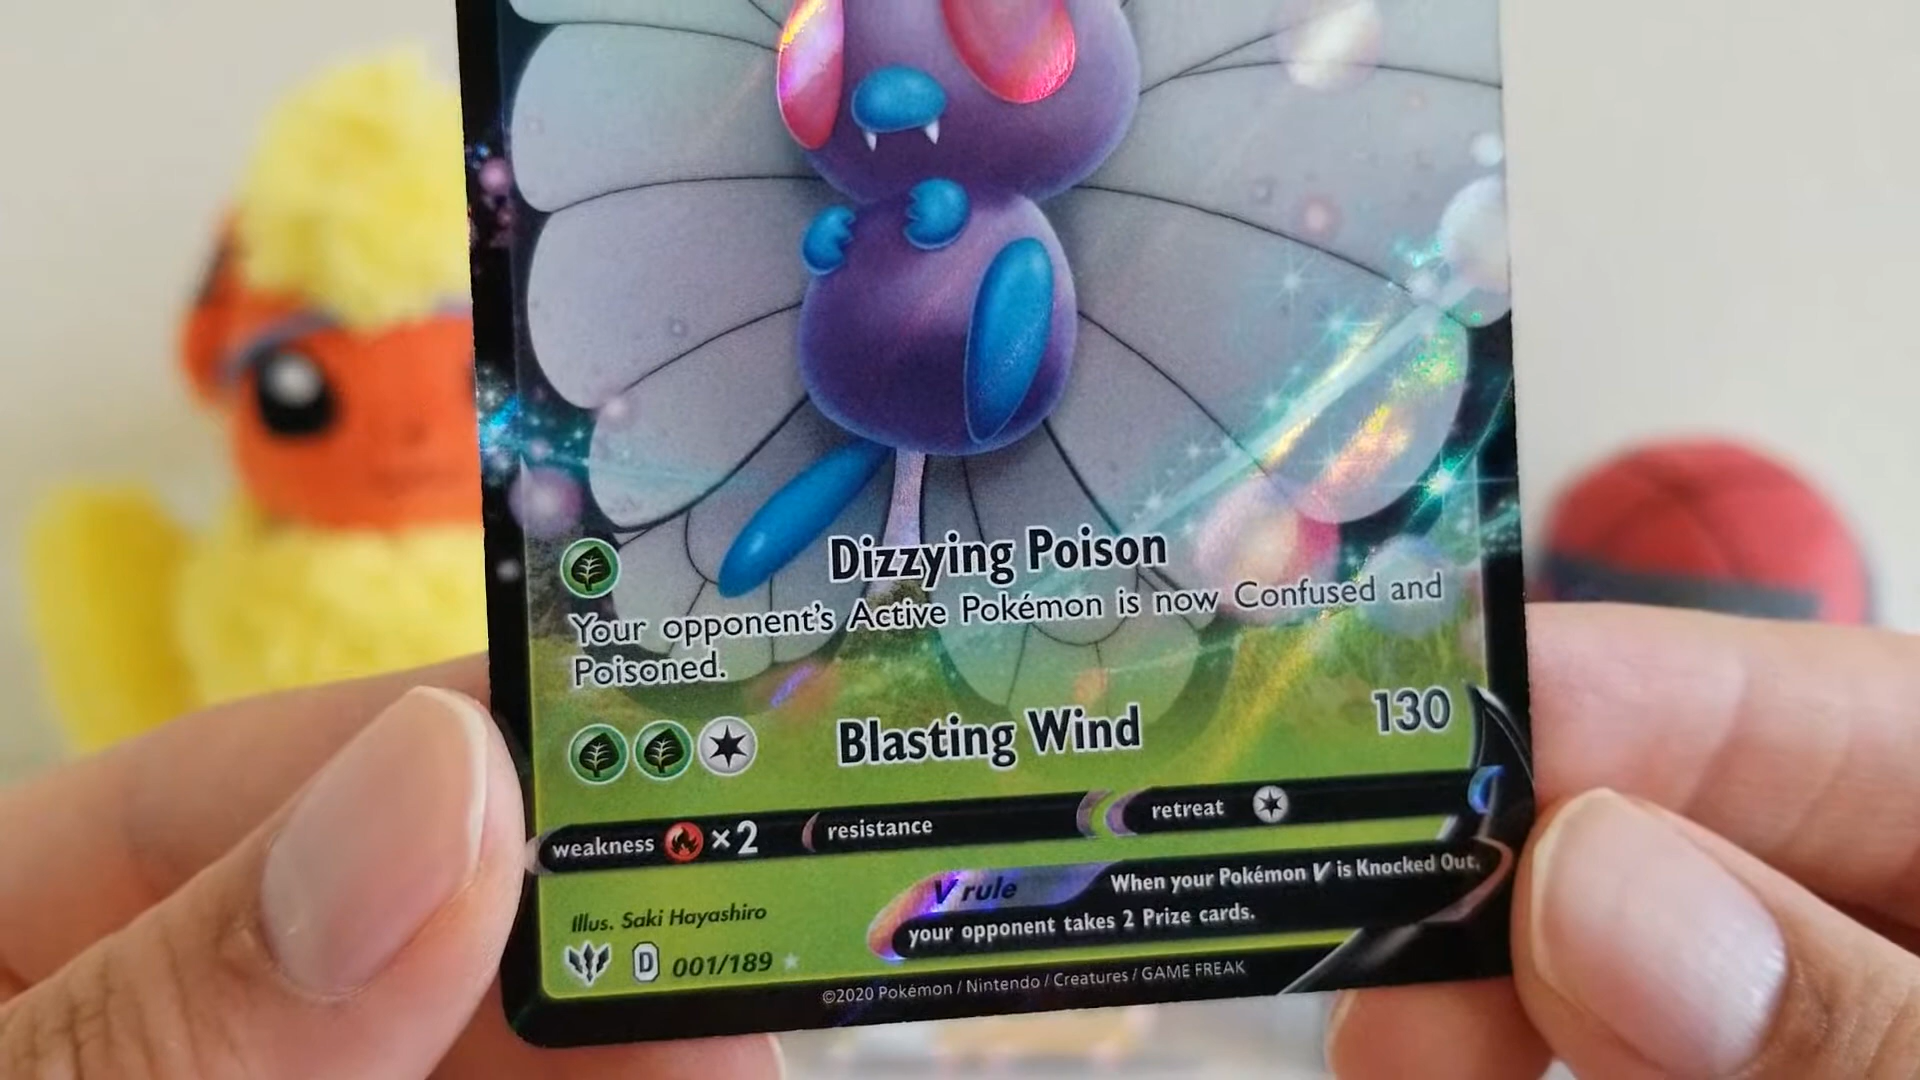 Dizzying Poison
Your opponent's Active Pokémon is now Confused and
Poisoned.
Blasting Wind 130
weakness ×2 resistance retreat
V rule When your Pokémon V is Knocked Out,
your opponent takes 2 Prize cards.
Illus. Saki Hayashiro
D 001/189
©2020 Pokémon / Nintendo / Creatures / GAME FREAK